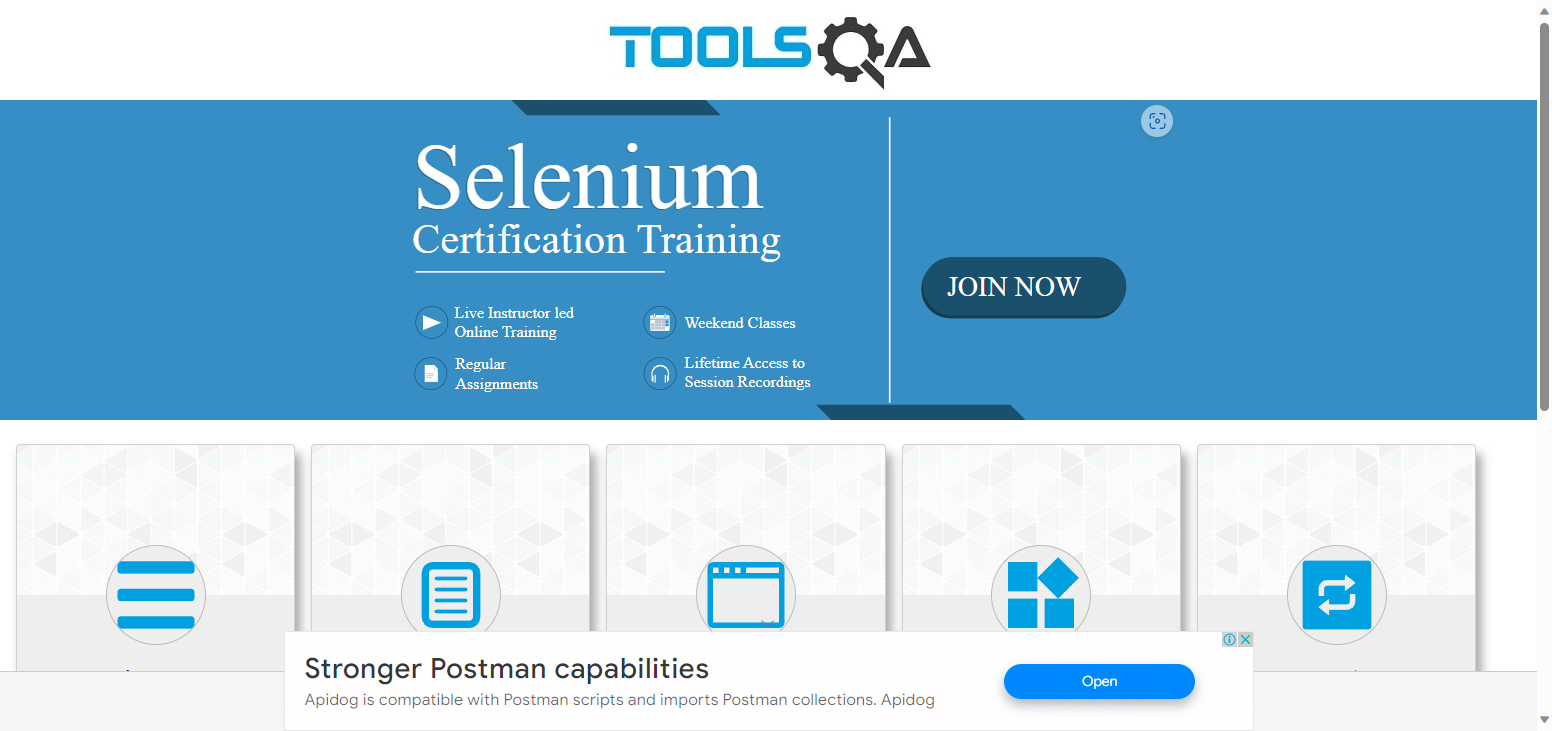 TOOLSQA
Selenium
Certification Training
Live Instructor led
Online Training
Weekend Classes
Regular
Assignments
Lifetime Access to
Session Recordings
JOIN NOW
Stronger Postman capabilities
Apidog is compatible with Postman scripts and imports Postman collections. Apidog
Open